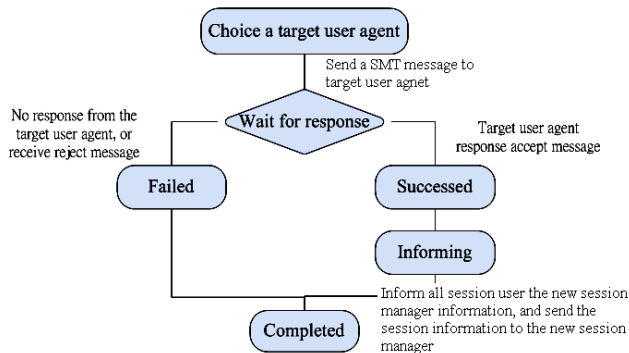 Choice a target user agent
Send a SMT message to
target user agnet
Wait for response
No response from the
target user agent, or
receive reject message
Target user agent
response accept message
Failed
Successed
Informing
Inform all session user the new session
manager information, and send the
session information to the new session
manager
Completed